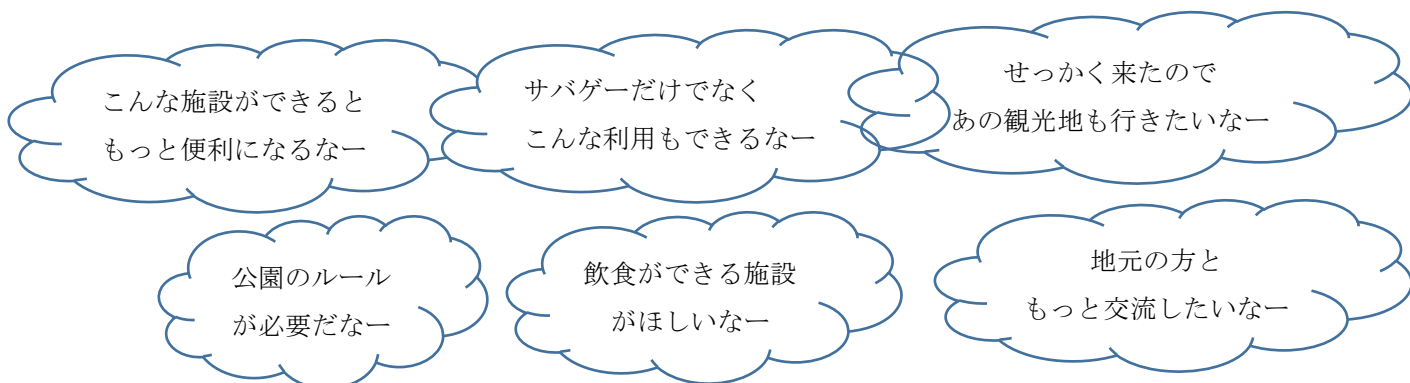 こんな施設ができると
もっと便利になるなー
サバゲーだけでなく
こんな利用もできるなー
せっかく来たので
あの観光地も行きたいなー
公園のルール
が必要だなー
飲食ができる施設
がほしいなー
地元の方と
もっと交流したいなー